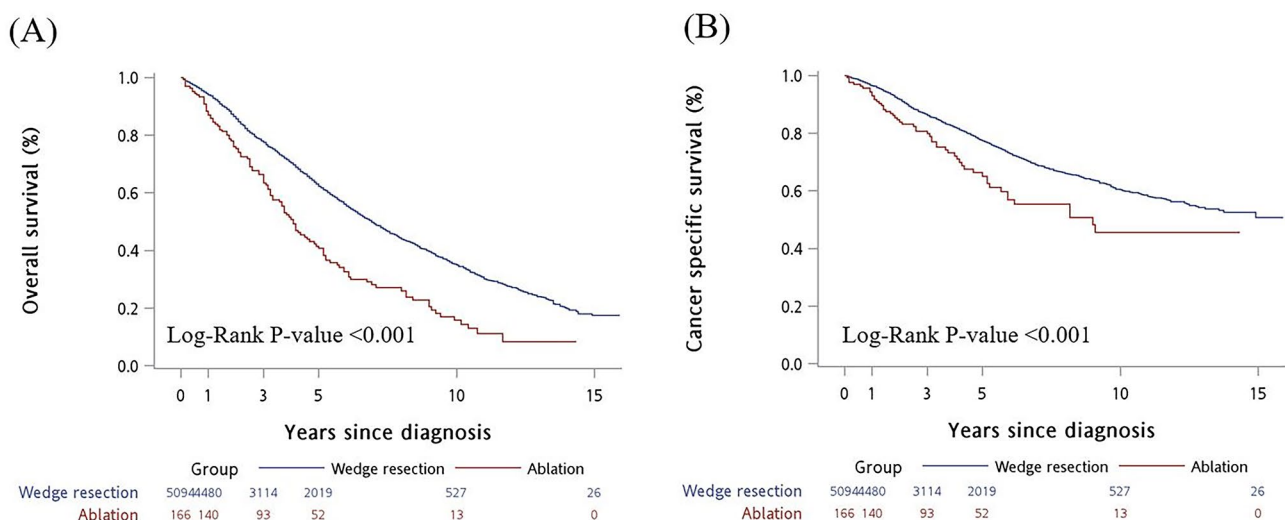 (A)
Overall survival (%)
1.0
0.8
0.6
0.4
0.2
0.0
Log-Rank P-value <0.001
0 1 3 5 10 15
Years since diagnosis
Group Wedge resection Ablation
Wedge resection 50944480 3114 2019 527 26
Ablation 166 140 93 52 13 0
(B)
Cancer specific survival (%)
1.0
0.8
0.6
0.4
0.2
0.0
Log-Rank P-value <0.001
0 1 3 5 10 15
Years since diagnosis
Group Wedge resection Ablation
Wedge resection 50944480 3114 2019 527 26
Ablation 166 140 93 52 13 0